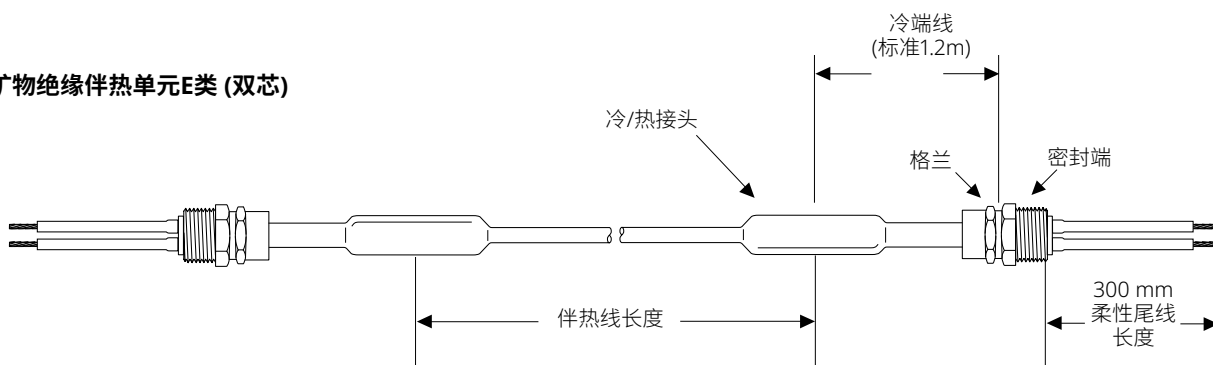 冷端线
(标准1.2m)
矿物绝缘伴热单元E类 (双芯)
冷/热接头
格兰
密封端
伴热线长度
300 mm
柔性尾线
长度